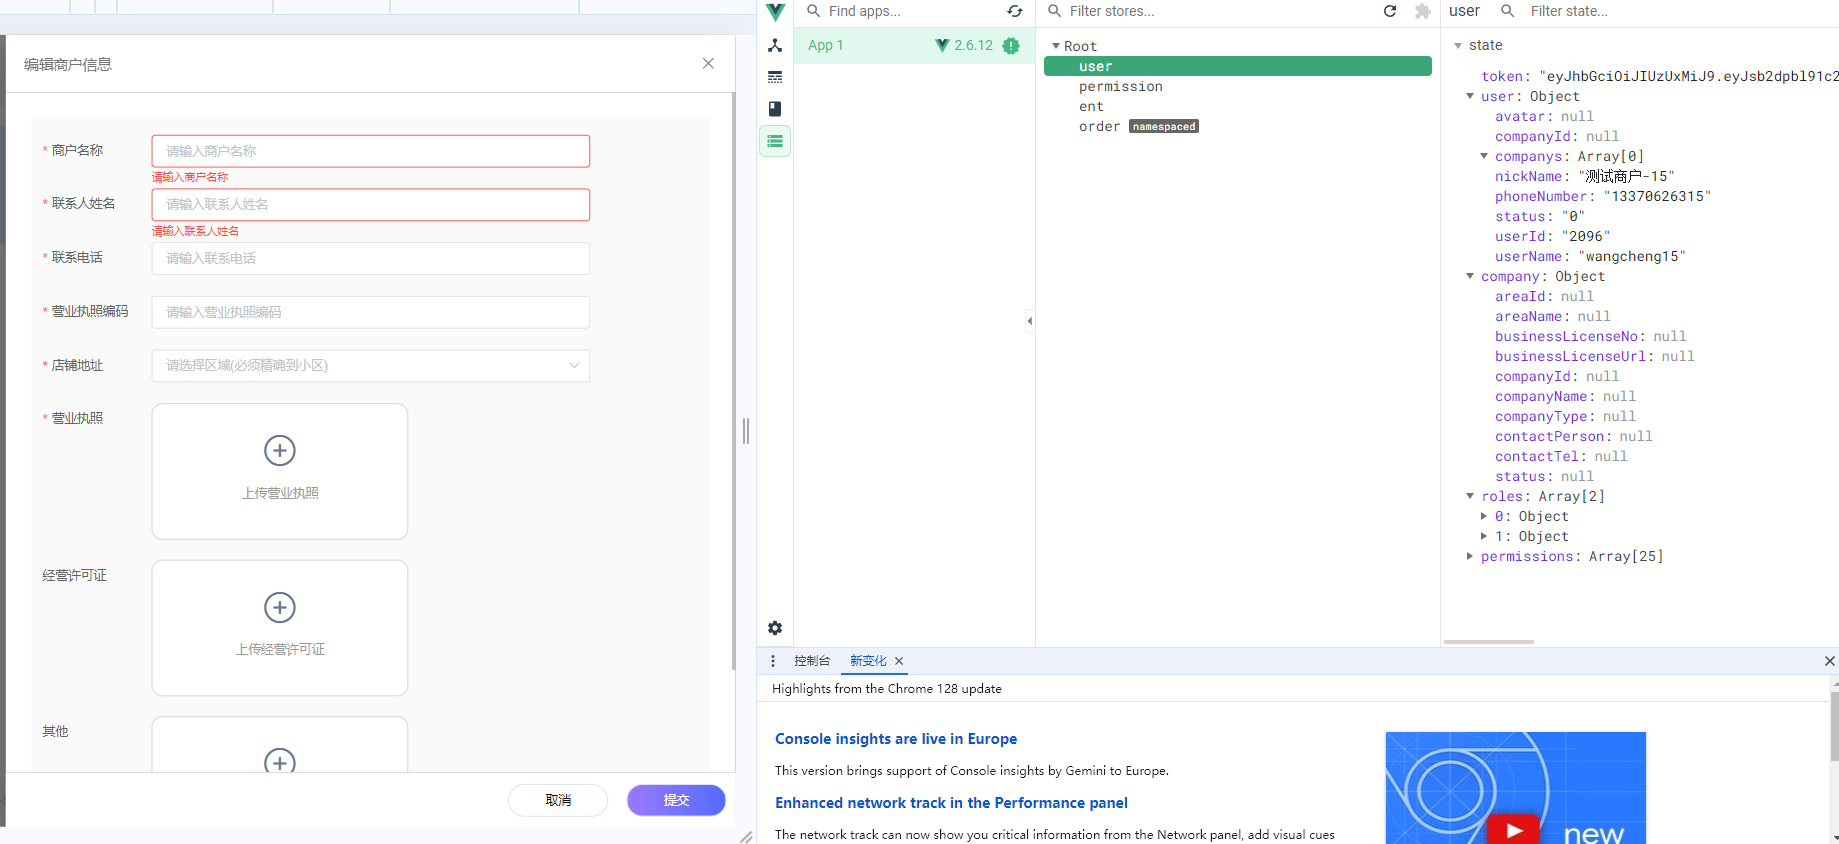 编辑商户信息
* 商户名称
请输入商户名称
请输入商户名称
* 联系人姓名
请输入联系人姓名
请输入联系人姓名
* 联系电话
请输入联系电话
* 营业执照编码
请输入营业执照编码
* 店铺地址
请选择区域(必须精确到小区)
* 营业执照
上传营业执照
经营许可证
上传经营许可证
其他
取消
提交
Find apps...
App 1
2.6.12
Filter stores...
Root
user
permission
ent
order namespaced
user
Filter state...
state
token: "eyJhbGciOiJIUzUxMiJ9.eyJsb2dpbl91c2
user: Object
avatar: null
companyId: null
companys: Array[0]
nickName: "测试商户-15"
phoneNumber: "13370626315"
status: "0"
userId: "2096"
userName: "wangcheng15"
company: Object
areaId: null
areaName: null
businessLicenseNo: null
businessLicenseUrl: null
companyId: null
companyName: null
companyType: null
contactPerson: null
contactTel: null
status: null
roles: Array[2]
0: Object
1: Object
permissions: Array[25]
控制台
新变化
Highlights from the Chrome 128 update
Console insights are live in Europe
This version brings support of Console insights by Gemini to Europe.
Enhanced network track in the Performance panel
The network track can now show you critical information from the Network panel, add visual cues
new